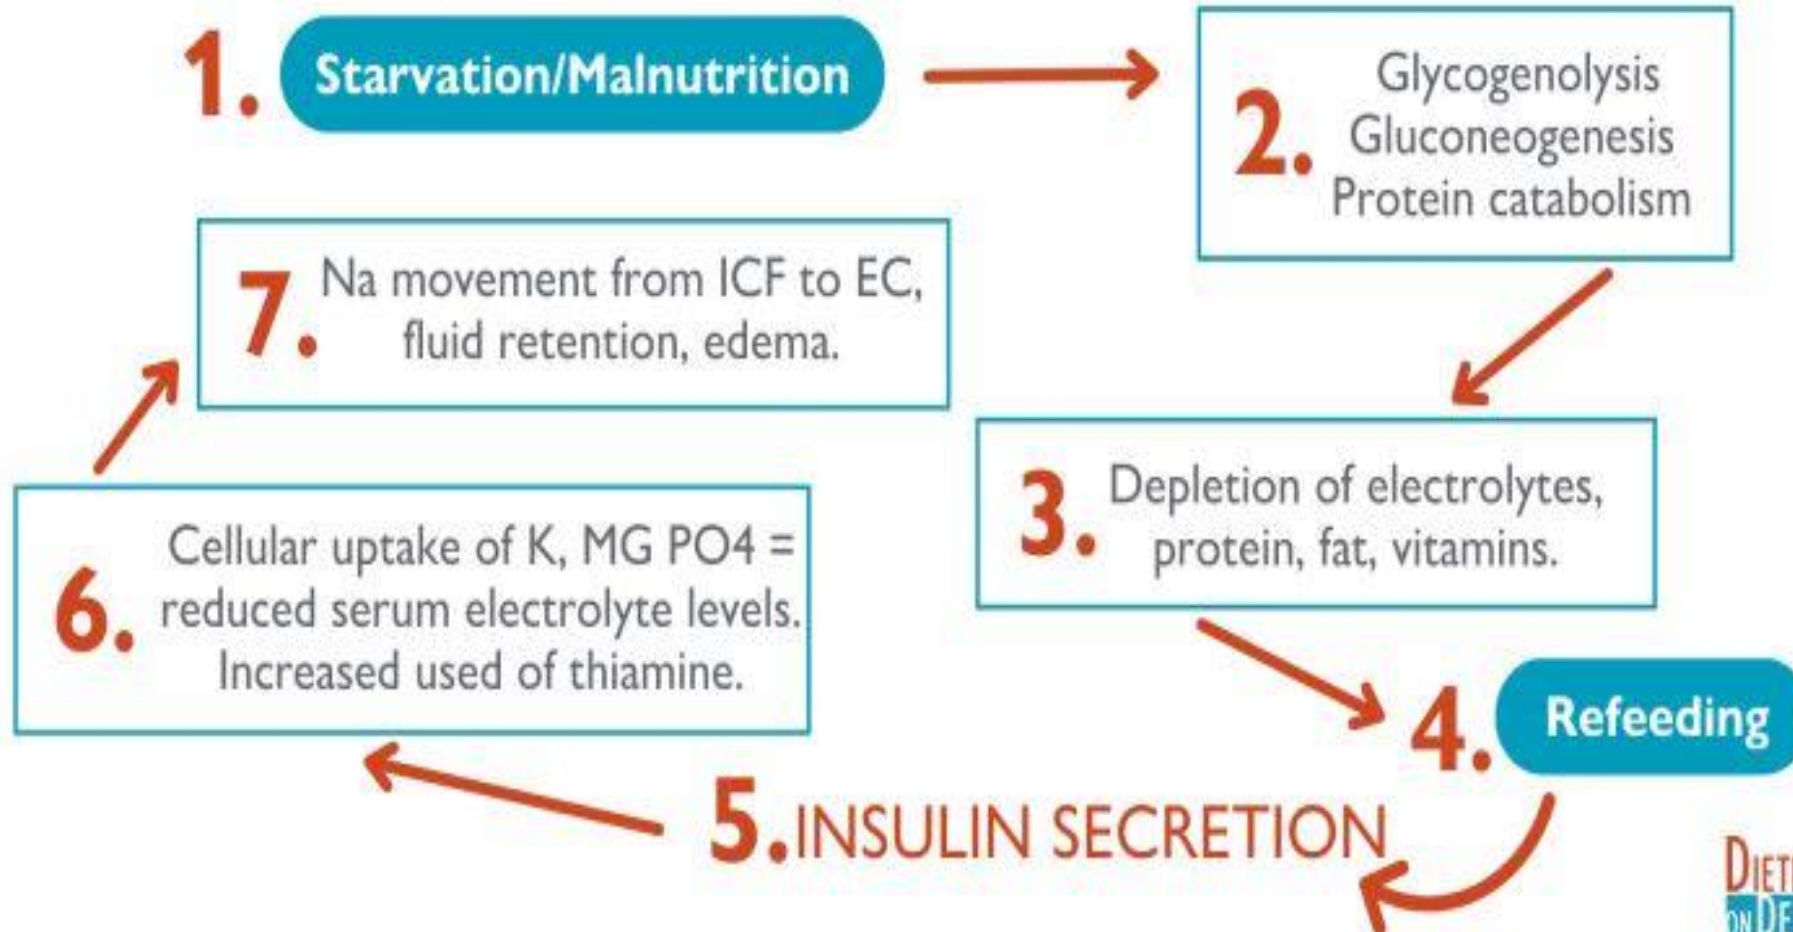 1. Starvation/Malnutrition
2. Glycogenolysis
Gluconeogenesis
Protein catabolism
3. Depletion of electrolytes,
protein, fat, vitamins.
4. Refeeding
5. INSULIN SECRETION
6. Cellular uptake of K, MG PO4 =
reduced serum electrolyte levels.
Increased used of thiamine.
7. Na movement from ICF to EC,
fluid retention, edema.